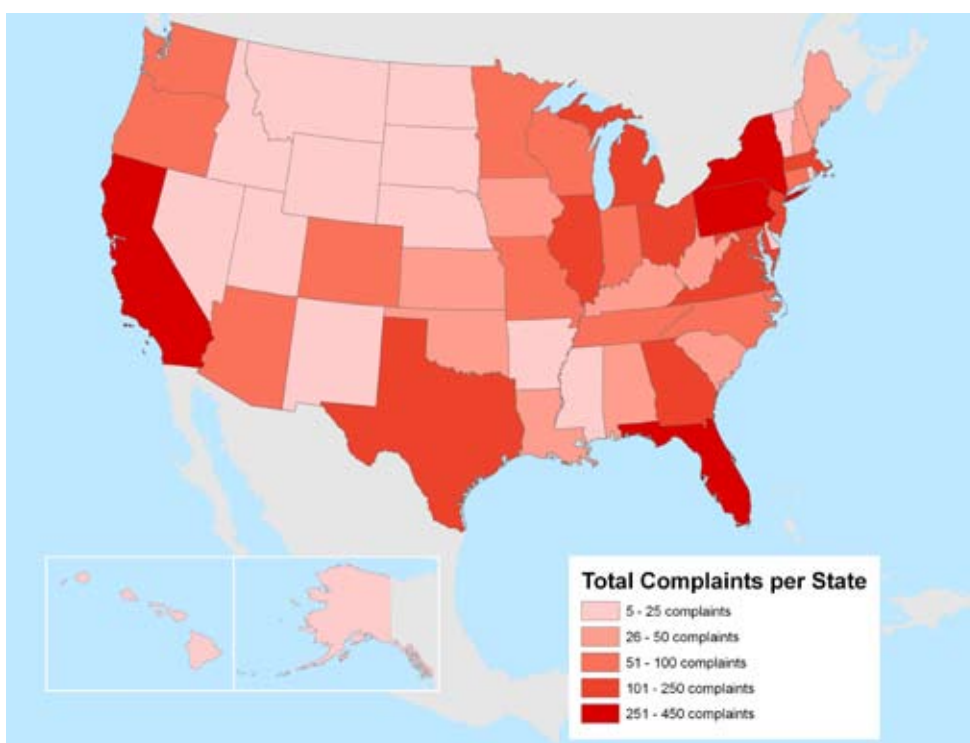 Total Complaints per State
5 - 25 complaints
26 - 50 complaints
51 - 100 complaints
101 - 250 complaints
251 - 450 complaints